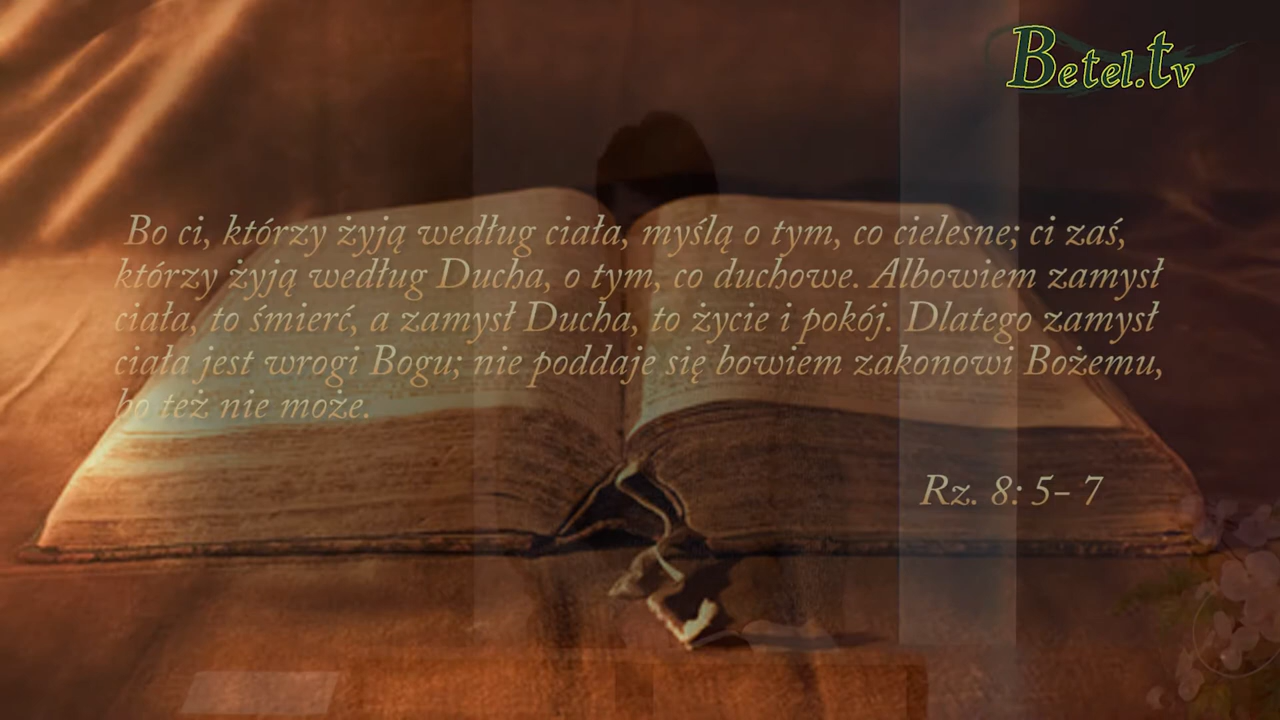 Betel.tv
Bo ci, którzy żyją według ciała, myślą o tym, co cielesne; ci zaś,
którzy żyją według Ducha, o tym, co duchowe. Albowiem zamysł
ciała, to śmierć, a zamysł Ducha, to życie i pokój. Dlatego zamysł
ciała jest wrogi Bogu; nie poddaje się bowiem zakonowi Bożemu,
bo też nie może.
Rz. 8: 5- 7